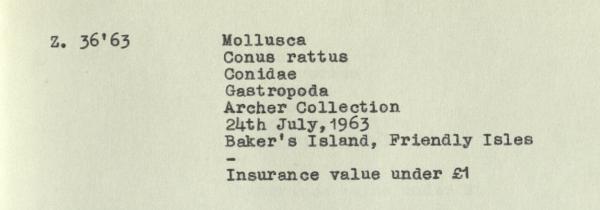 Z. 36'63 Mollusca
Conus rattus
Conidae
Gastropoda
Archer Collection
24th July, 1963
Baker's Island, Friendly Isles
-
Insurance value under £1